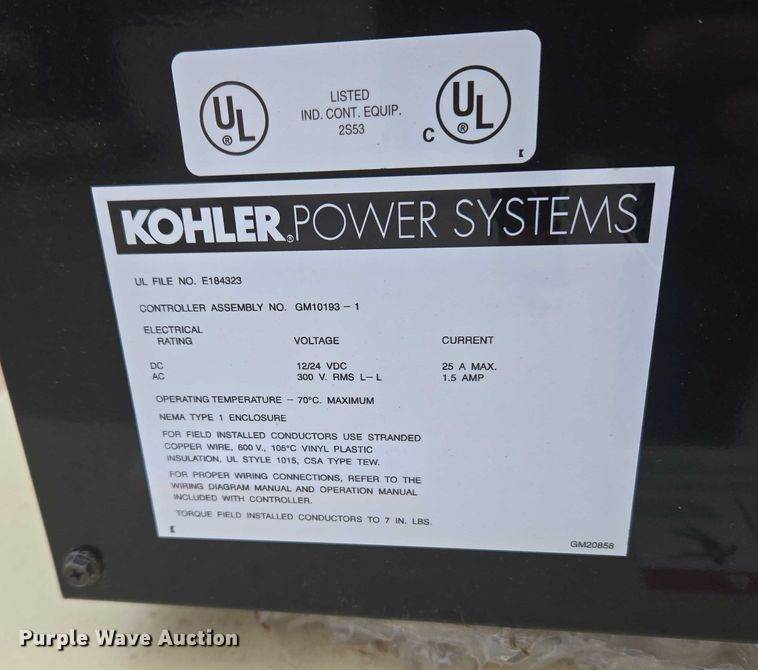 UL
®
LISTED
IND. CONT. EQUIP.
2S53
C UL
®
KOHLER® POWER SYSTEMS
UL FILE NO. E184323
CONTROLLER ASSEMBLY NO. GM10193-1
ELECTRICAL
RATING VOLTAGE CURRENT
DC 12/24 VDC 25 A MAX.
AC 300 V. RMS L-L 1.5 AMP
OPERATING TEMPERATURE - 70°C. MAXIMUM
NEMA TYPE 1 ENCLOSURE
FOR FIELD INSTALLED CONDUCTORS USE STRANDED
COPPER WIRE, 600 V., 105°C VINYL PLASTIC
INSULATION, UL STYLE 1015, CSA TYPE TEW.
FOR PROPER WIRING CONNECTIONS, REFER TO THE
WIRING DIAGRAM MANUAL AND OPERATION MANUAL
INCLUDED WITH CONTROLLER.
TORQUE FIELD INSTALLED CONDUCTORS TO 7 IN. LBS.
GM20858
Purple Wave Auction